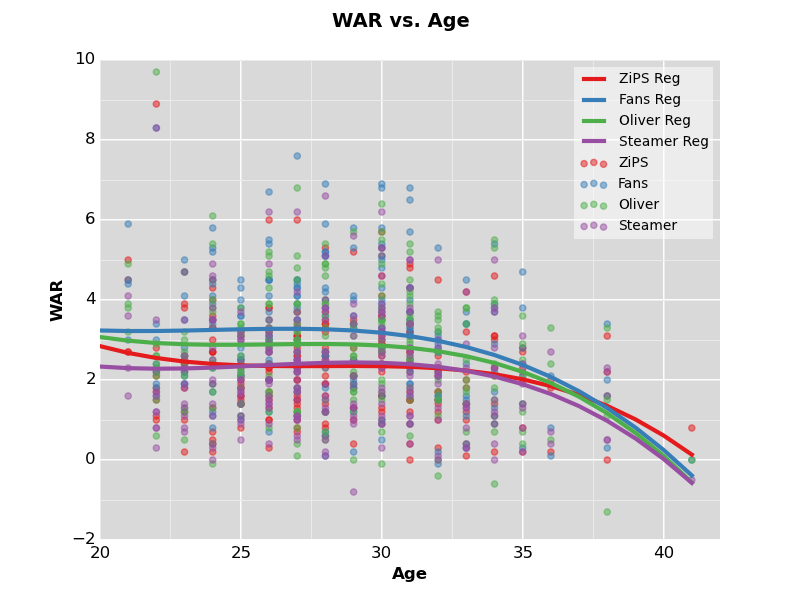 WAR vs. Age
10
8
6
4
2
0
−2
20
25
30
35
40
WAR
Age
ZiPS Reg
Fans Reg
Oliver Reg
Steamer Reg
ZiPS
Fans
Oliver
Steamer